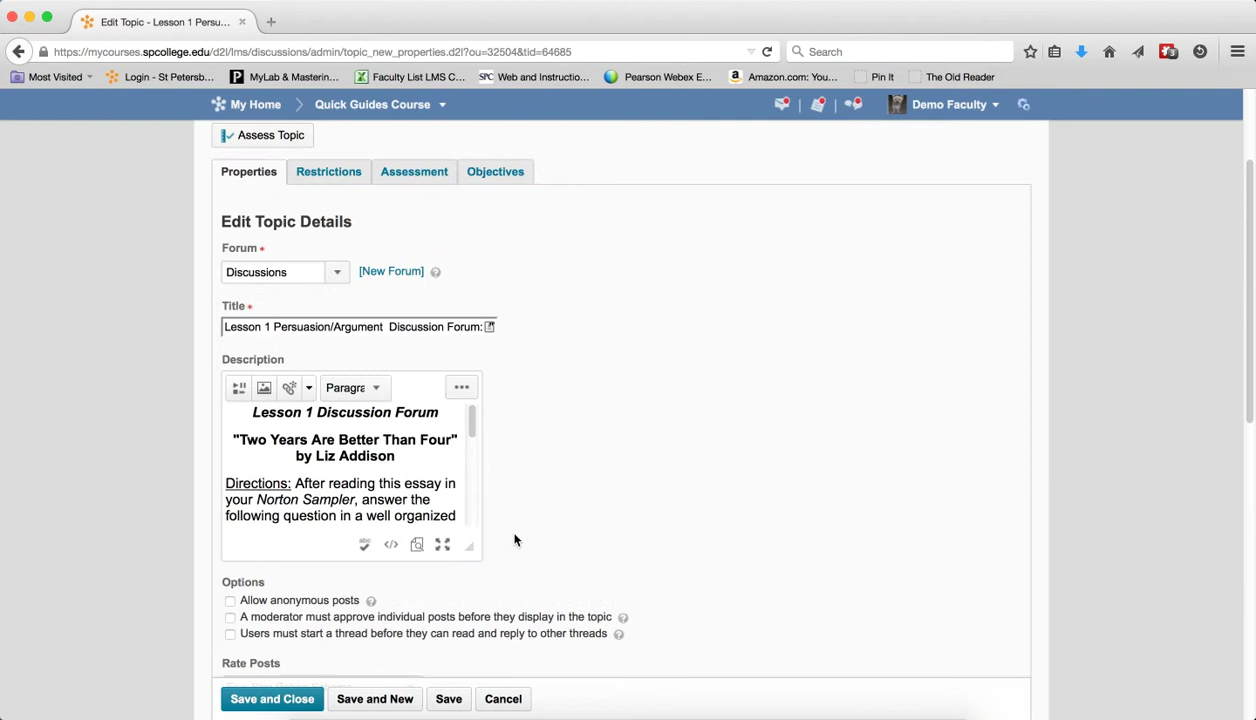 Edit Topic - Lesson 1 Persu...
https://mycourses.spcollege.edu/d2l/lms/discussions/admin/topic_new_properties.d2l?ou=32504&tid=64685
Search
Most Visited
Login - St Petersb...
P MyLab & Masterin...
Faculty List LMS C...
SPC Web and Instructio...
Pearson Webex E...
a Amazon.com: You...
Pin It
The Old Reader
My Home
Quick Guides Course
Demo Faculty
Assess Topic
Properties
Restrictions
Assessment
Objectives
Edit Topic Details
Forum *
Discussions
[New Forum]
Title *
Lesson 1 Persuasion/Argument  Discussion Forum:
Description
Paragra
Lesson 1 Discussion Forum
"Two Years Are Better Than Four"
by Liz Addison
Directions: After reading this essay in
your Norton Sampler, answer the
following question in a well organized
abc
Options
Allow anonymous posts
A moderator must approve individual posts before they display in the topic
Users must start a thread before they can read and reply to other threads
Rate Posts
Save and Close
Save and New
Save
Cancel